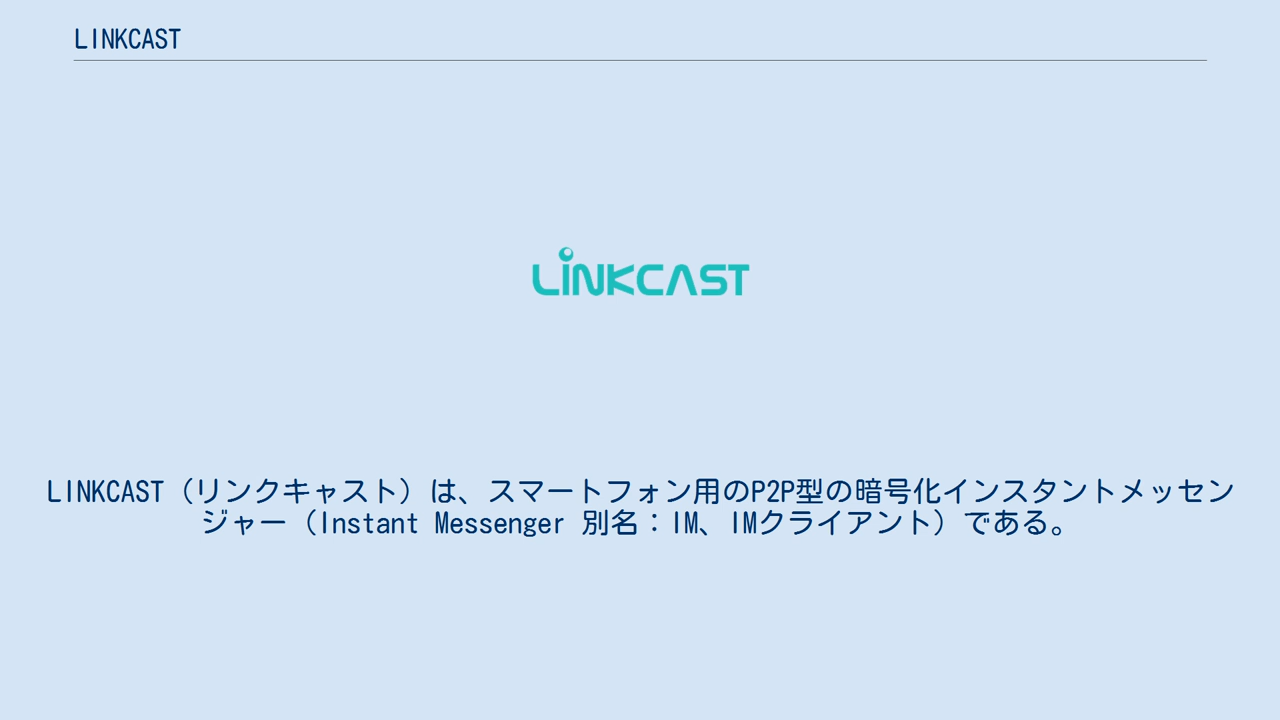 LINKCAST
LINKCAST
LINKCAST（リンクキャスト）は、スマートフォン用のP2P型の暗号化インスタントメッセン
ジャー（Instant Messenger 別名：IM、IMクライアント）である。